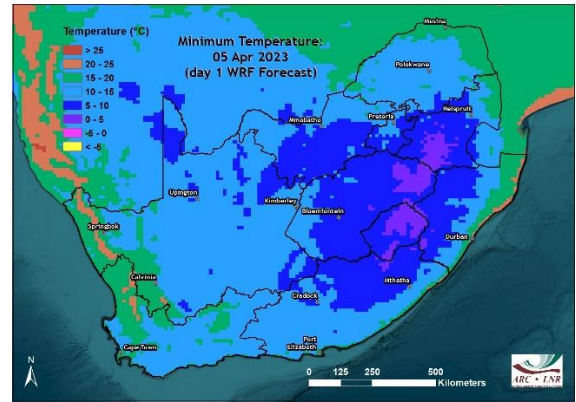 Temperature (°C)
> 25
20 - 25
15 - 20
10 - 15
5 - 10
0 - 5
-5 - 0
< -5
Minimum Temperature:
05 Apr 2023
(day 1 WRF Forecast)
Musina
Polokwane
Nelspruit
Pretoria
Mmabatho
Upington
Kimberley
Bloemfontein
Springbok
Durban
Calvinia
Mthatha
Cradock
Port
Elizabeth
Cape Town
N
0 125 250 500
Kilometers
ARC • LNR